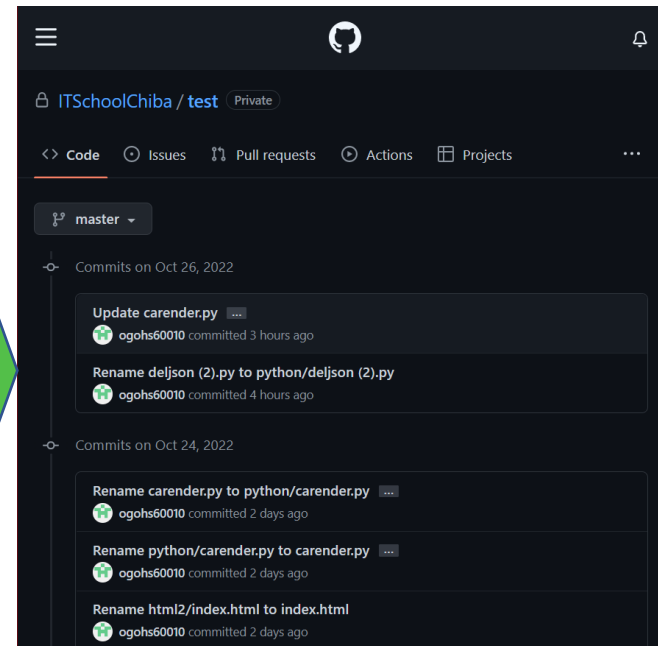 ITSchoolChiba / test Private
<> Code Issues Pull requests Actions Projects ...
master
Commits on Oct 26, 2022
Update carender.py ...
ogohs60010 committed 3 hours ago
Rename deljson (2).py to python/deljson (2).py
ogohs60010 committed 4 hours ago
Commits on Oct 24, 2022
Rename carender.py to python/carender.py ...
ogohs60010 committed 2 days ago
Rename python/carender.py to carender.py ...
ogohs60010 committed 2 days ago
Rename html2/index.html to index.html
ogohs60010 committed 2 days ago